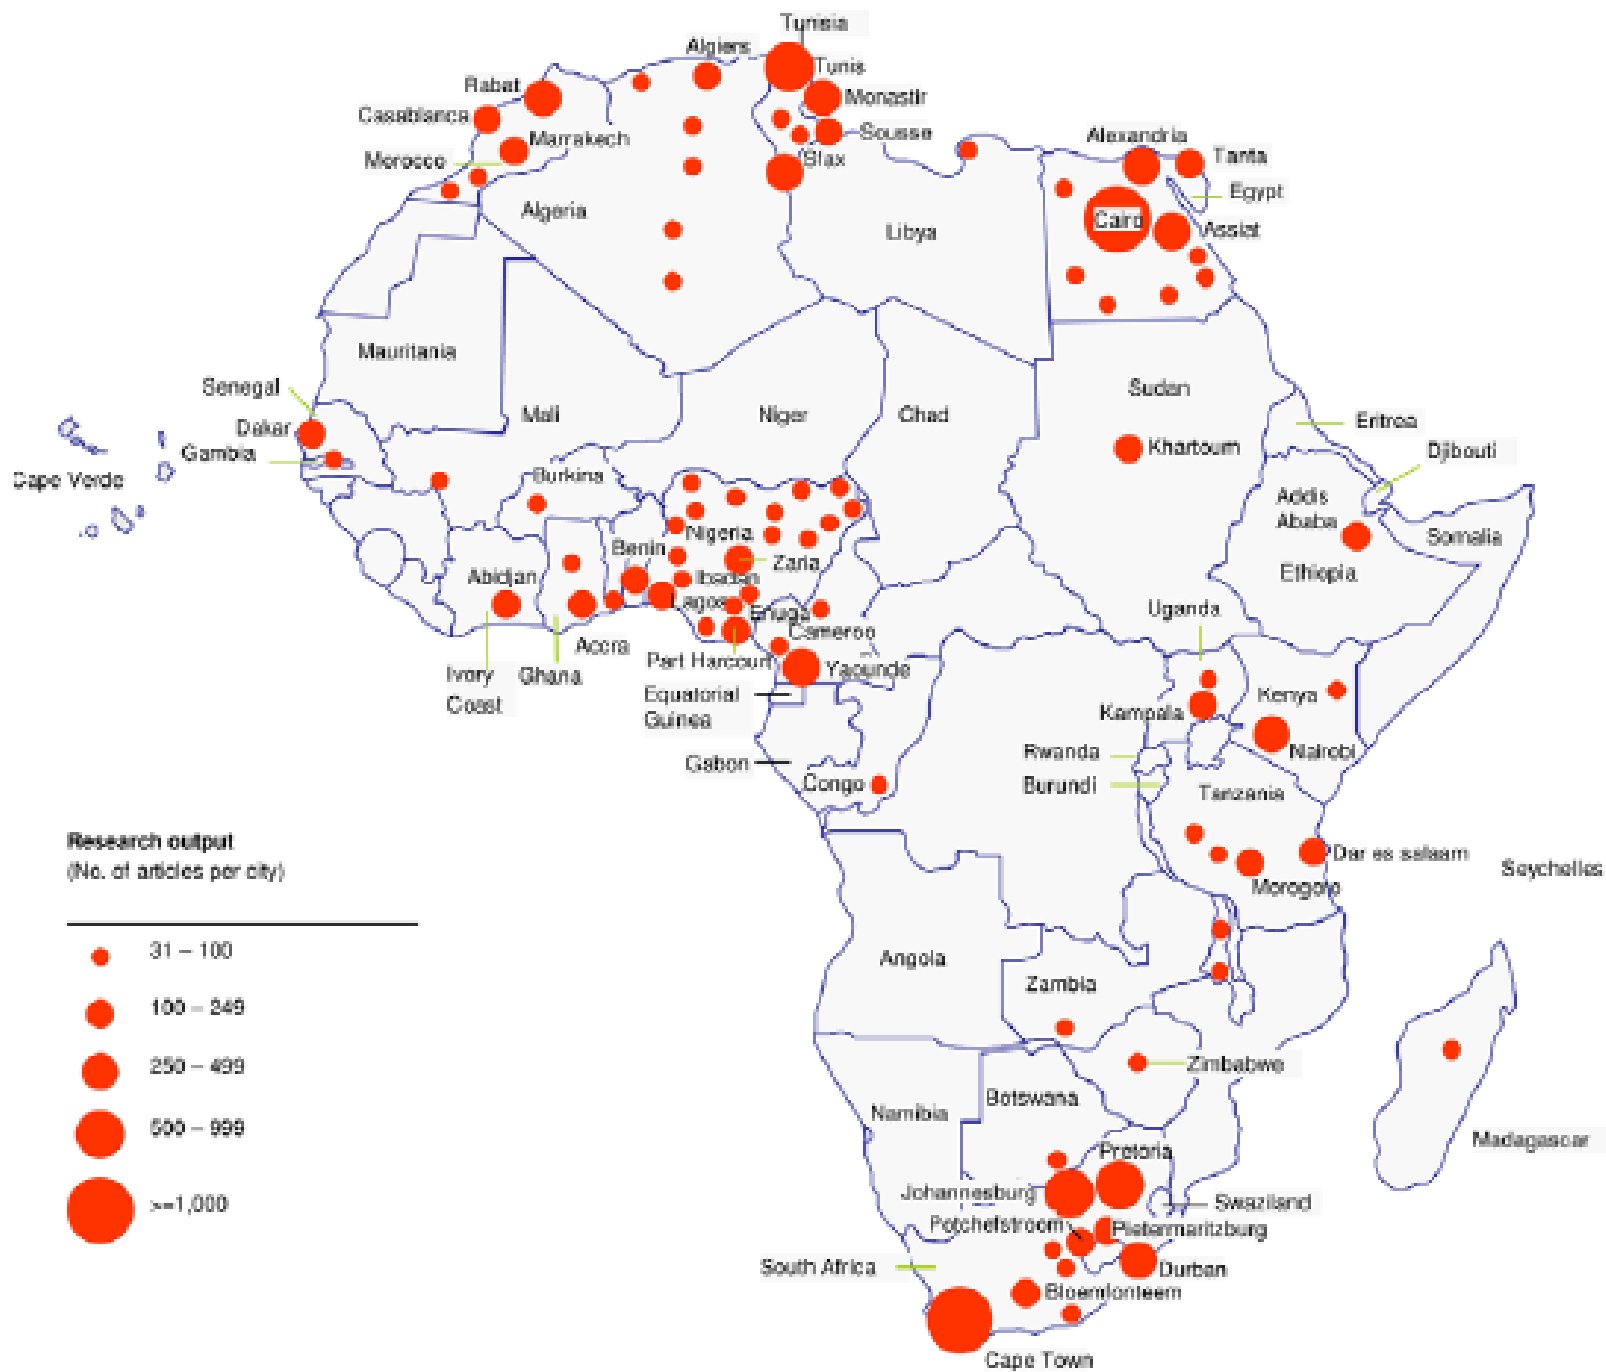 Tunisia
Algiers
Tunis
Rabat
Monastir
Casablanca
Sousse
Alexandria
Marrakech
Tanta
Morocco
Sfax
Egypt
Algeria
Cairo
Libya
Assiat
Mauritania
Senegal
Sudan
Mali
Niger
Chad
Dakar
Eritrea
Gambia
Khartoum
Djibouti
Cape Verde
Burkina
Addis
Ababa
Nigeria
Somalia
Benin
Zaria
Abidjan
Ibadan
Ethiopia
Lagos
Enugu
Uganda
Cameroo
Accra
Part Harcourt
Yaounde
Ivory
Coast
Ghana
Equatorial
Guinea
Kenya
Kampala
Rwanda
Nairobi
Gabon
Congo
Burundi
Tanzania
Research output
(No. of articles per city)
Dar es salaam
Seychelles
Morogoro
31 – 100
Angola
Zambia
100 – 249
250 – 499
Zimbabwe
Botswana
Namibia
500 – 999
Madagascar
Pretoria
Johannesburg
>=1,000
Swaziland
Potchefstroom
Pietermaritzburg
South Africa
Durban
Bloemfonteem
Cape Town